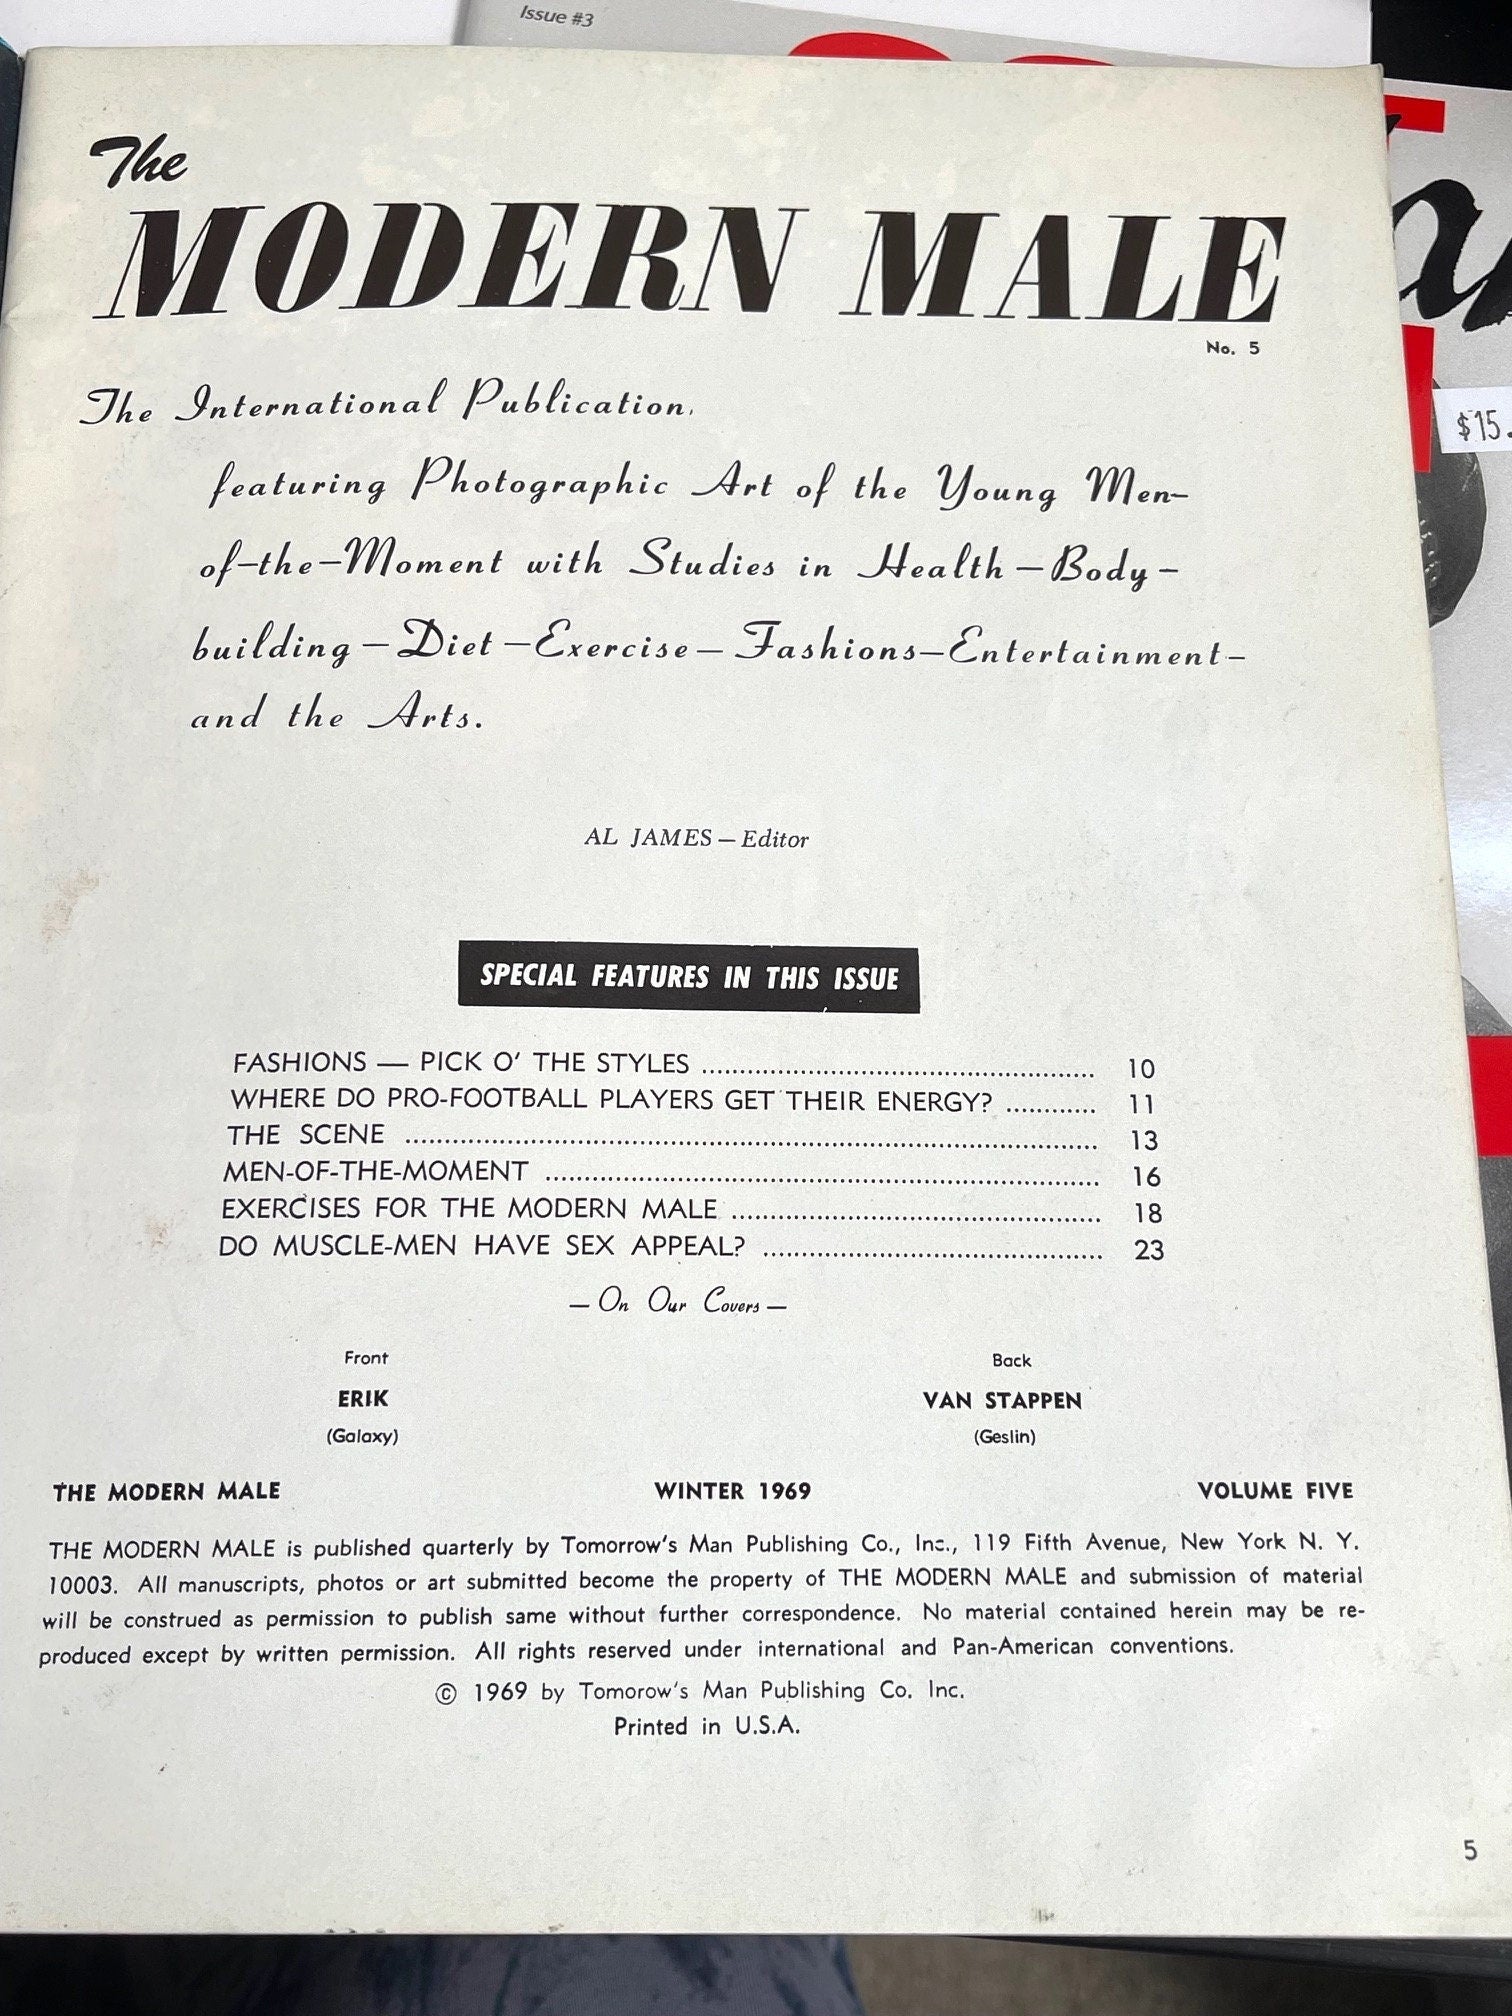 Issue #3
The
MODERN MALE
No. 5
The International Publication.
featuring Photographic Art of the Young Men–
of–the–Moment with Studies in Health – Body –
building – Diet – Exercise – Fashions – Entertainment –
and the Arts.
$15.
AL JAMES – Editor
SPECIAL FEATURES IN THIS ISSUE
FASHIONS — PICK O' THE STYLES .......... 10
WHERE DO PRO-FOOTBALL PLAYERS GET THEIR ENERGY? .......... 11
THE SCENE .......... 13
MEN-OF-THE-MOMENT .......... 16
EXERCISES FOR THE MODERN MALE .......... 18
DO MUSCLE-MEN HAVE SEX APPEAL? .......... 23
– On Our Covers –
Front Back
ERIK VAN STAPPEN
(Galaxy) (Geslin)
THE MODERN MALE WINTER 1969 VOLUME FIVE
THE MODERN MALE is published quarterly by Tomorrow's Man Publishing Co., Inc., 119 Fifth Avenue, New York N. Y.
10003. All manuscripts, photos or art submitted become the property of THE MODERN MALE and submission of material
will be construed as permission to publish same without further correspondence. No material contained herein may be re-
produced except by written permission. All rights reserved under international and Pan-American conventions.
© 1969 by Tomorow's Man Publishing Co. Inc.
Printed in U.S.A.
5